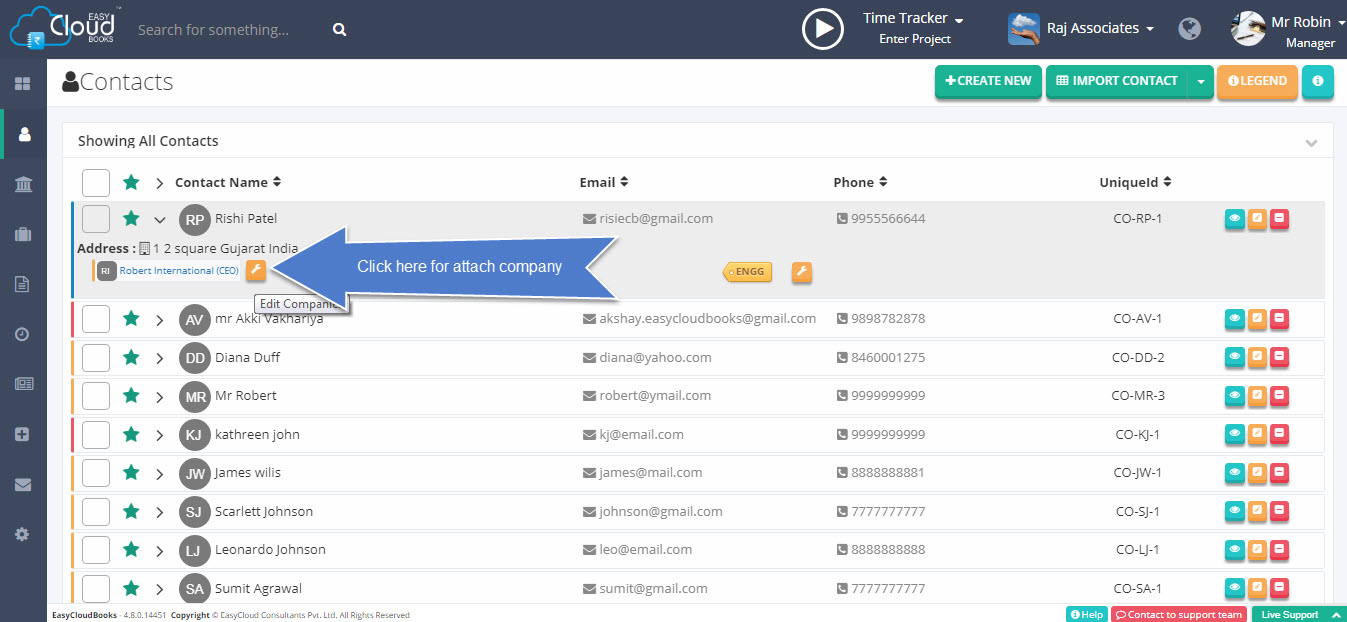 EASY
Cloud
BOOKS
Search for something...
Time Tracker
Enter Project
Raj Associates
Mr Robin
Manager
Contacts
CREATE NEW
IMPORT CONTACT
LEGEND
Showing All Contacts
Contact Name
Email
Phone
UniqueId
RP Rishi Patel risiecb@gmail.com 9955566644 CO-RP-1
Address : 1 2 square Gujarat India
RI Robert International (CEO)
Click here for attach company
ENGG
Edit Compani
AV mr Akki Vakhariya akshay.easycloudbooks@gmail.com 9898782878 CO-AV-1
DD Diana Duff diana@yahoo.com 8460001275 CO-DD-2
MR Mr Robert robert@ymail.com 9999999999 CO-MR-3
KJ kathreen john kj@email.com 9999999999 CO-KJ-1
JW James wilis james@mail.com 8888888881 CO-JW-1
SJ Scarlett Johnson johnson@gmail.com 7777777777 CO-SJ-1
LJ Leonardo Johnson leo@email.com 8888888888 CO-LJ-1
SA Sumit Agrawal sumit@gmail.com 7777777777 CO-SA-1
EasyCloudBooks - 4.8.0.14451 Copyright © EasyCloud Consultants Pvt. Ltd. All Rights Reserved
Help
Contact to support team
Live Support